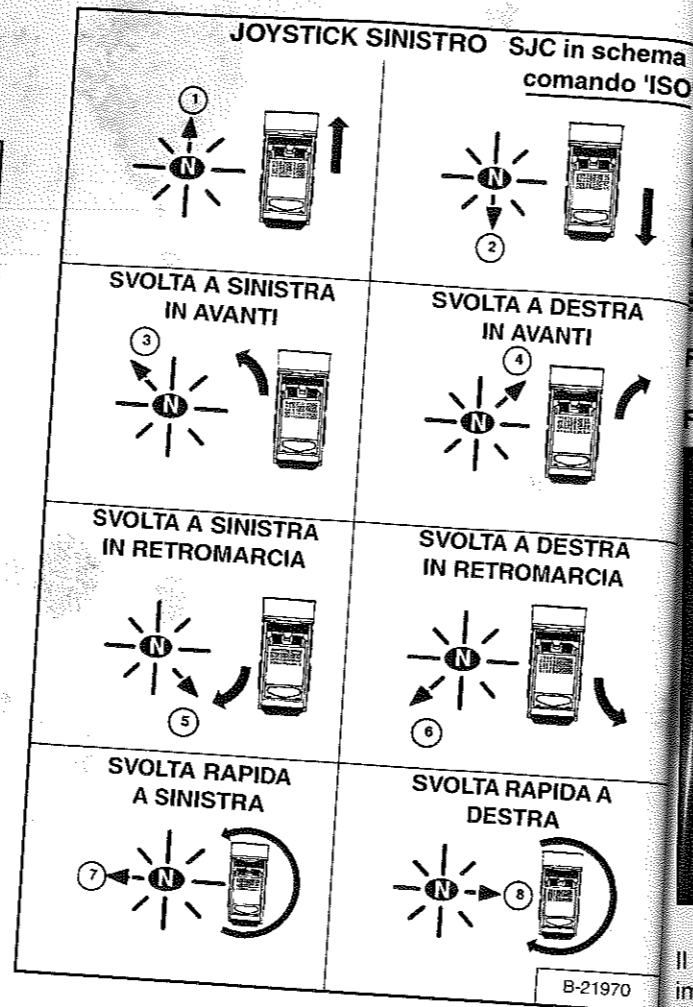 JOYSTICK SINISTRO SJC in schema
comando 'ISO
1
N
N
2
SVOLTA A SINISTRA
IN AVANTI
SVOLTA A DESTRA
IN AVANTI
3
N
4
N
SVOLTA A SINISTRA
IN RETROMARCIA
SVOLTA A DESTRA
IN RETROMARCIA
N
5
N
6
SVOLTA RAPIDA
A SINISTRA
SVOLTA RAPIDA A
DESTRA
7
N
N
8
B-21970
Il
in